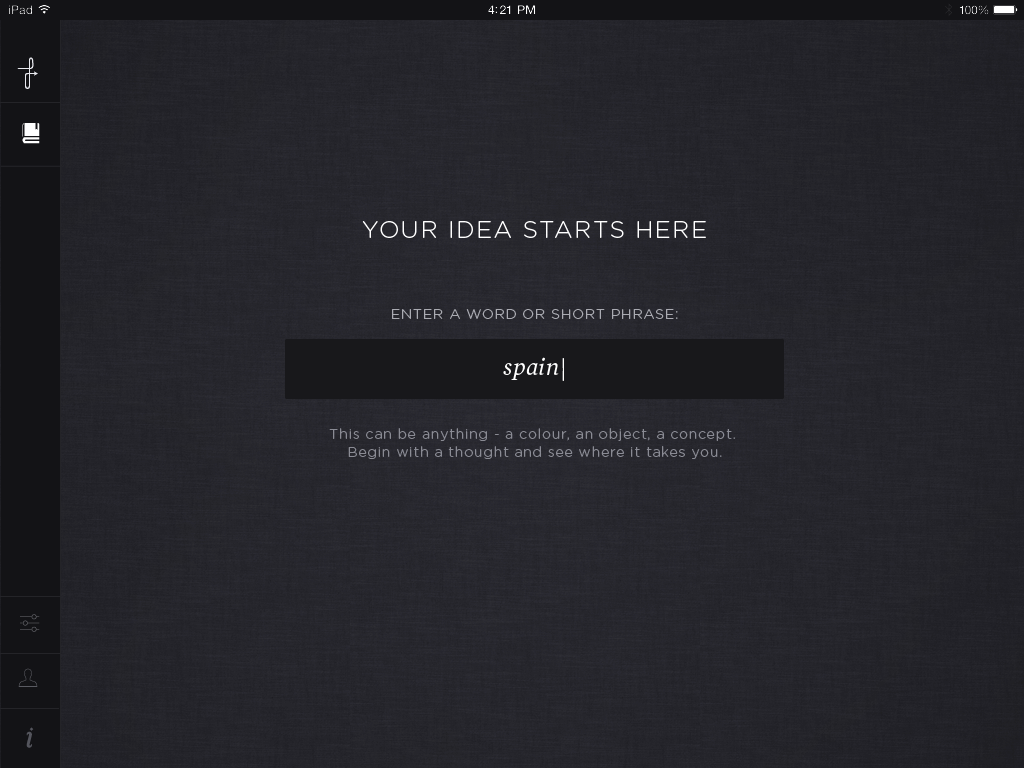 iPad 4:21 PM 100%
YOUR IDEA STARTS HERE
ENTER A WORD OR SHORT PHRASE:
spain
This can be anything - a colour, an object, a concept.
Begin with a thought and see where it takes you.
i